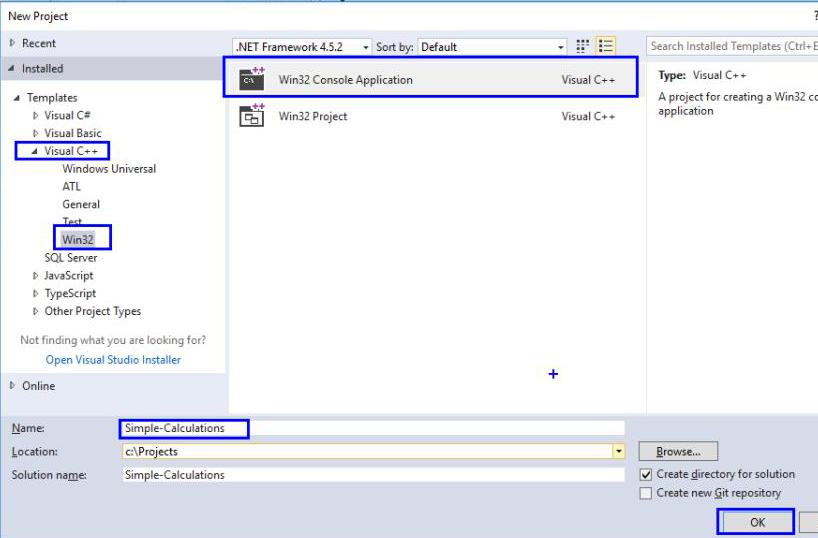 New Project
?
Recent
.NET Framework 4.5.2
Sort by: Default
Search Installed Templates (Ctrl+E
Installed
Templates
Visual C#
Visual Basic
Visual C++
Windows Universal
ATL
General
Test
Win32
SQL Server
JavaScript
TypeScript
Other Project Types
Not finding what you are looking for?
Open Visual Studio Installer
Online
Win32 Console Application Visual C++
Win32 Project Visual C++
Type: Visual C++
A project for creating a Win32 co
application
Name: Simple-Calculations
Location: c:\Projects
Browse...
Solution name: Simple-Calculations
Create directory for solution
Create new Git repository
OK